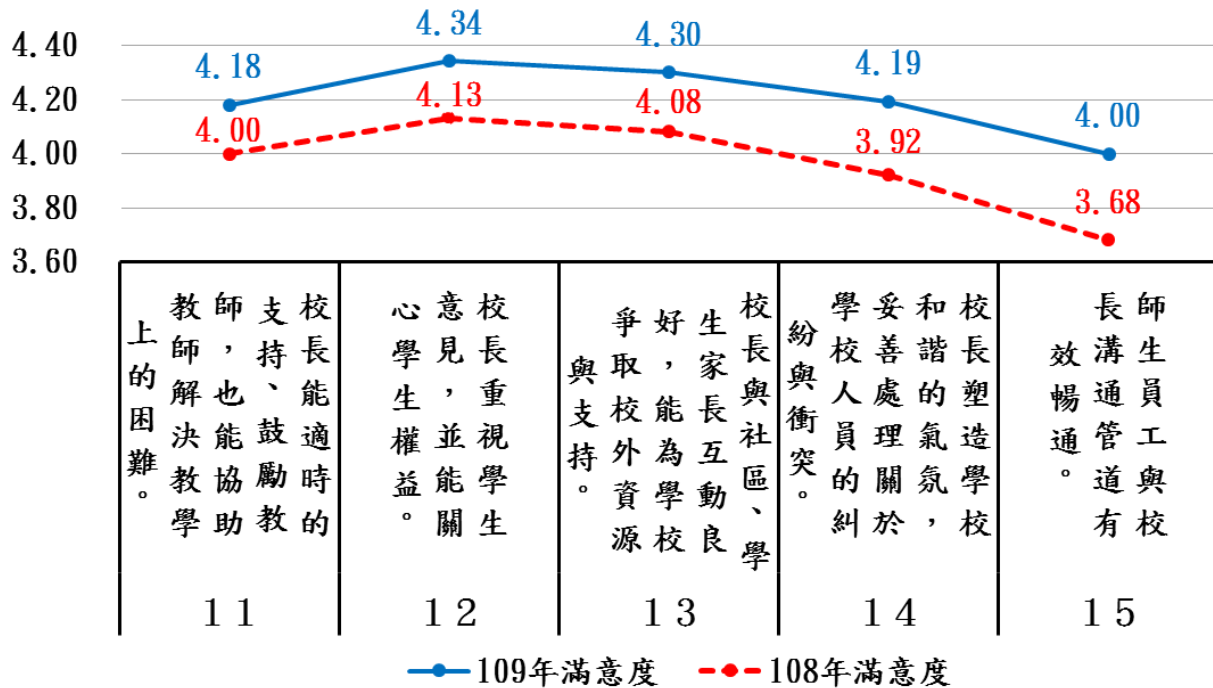 4.40
4.20
4.00
3.80
3.60
4.18
4.34
4.30
4.19
4.00
4.00
4.13
4.08
3.92
3.68
校長能適時的
支持、鼓勵教
師，也能協助
教師解決教學
上的困難。
校長重視學生
意見，並能關
心學生權益。
校長與社區、學
生家長互動良
好，能為學校
爭取校外資源
與支持。
校長塑造學校
和諧的氣氛，
妥善處理關於
學校人員的糾
紛與衝突。
師生員工與校
長溝通管道有
效暢通。
11
12
13
14
15
109年滿意度
108年滿意度